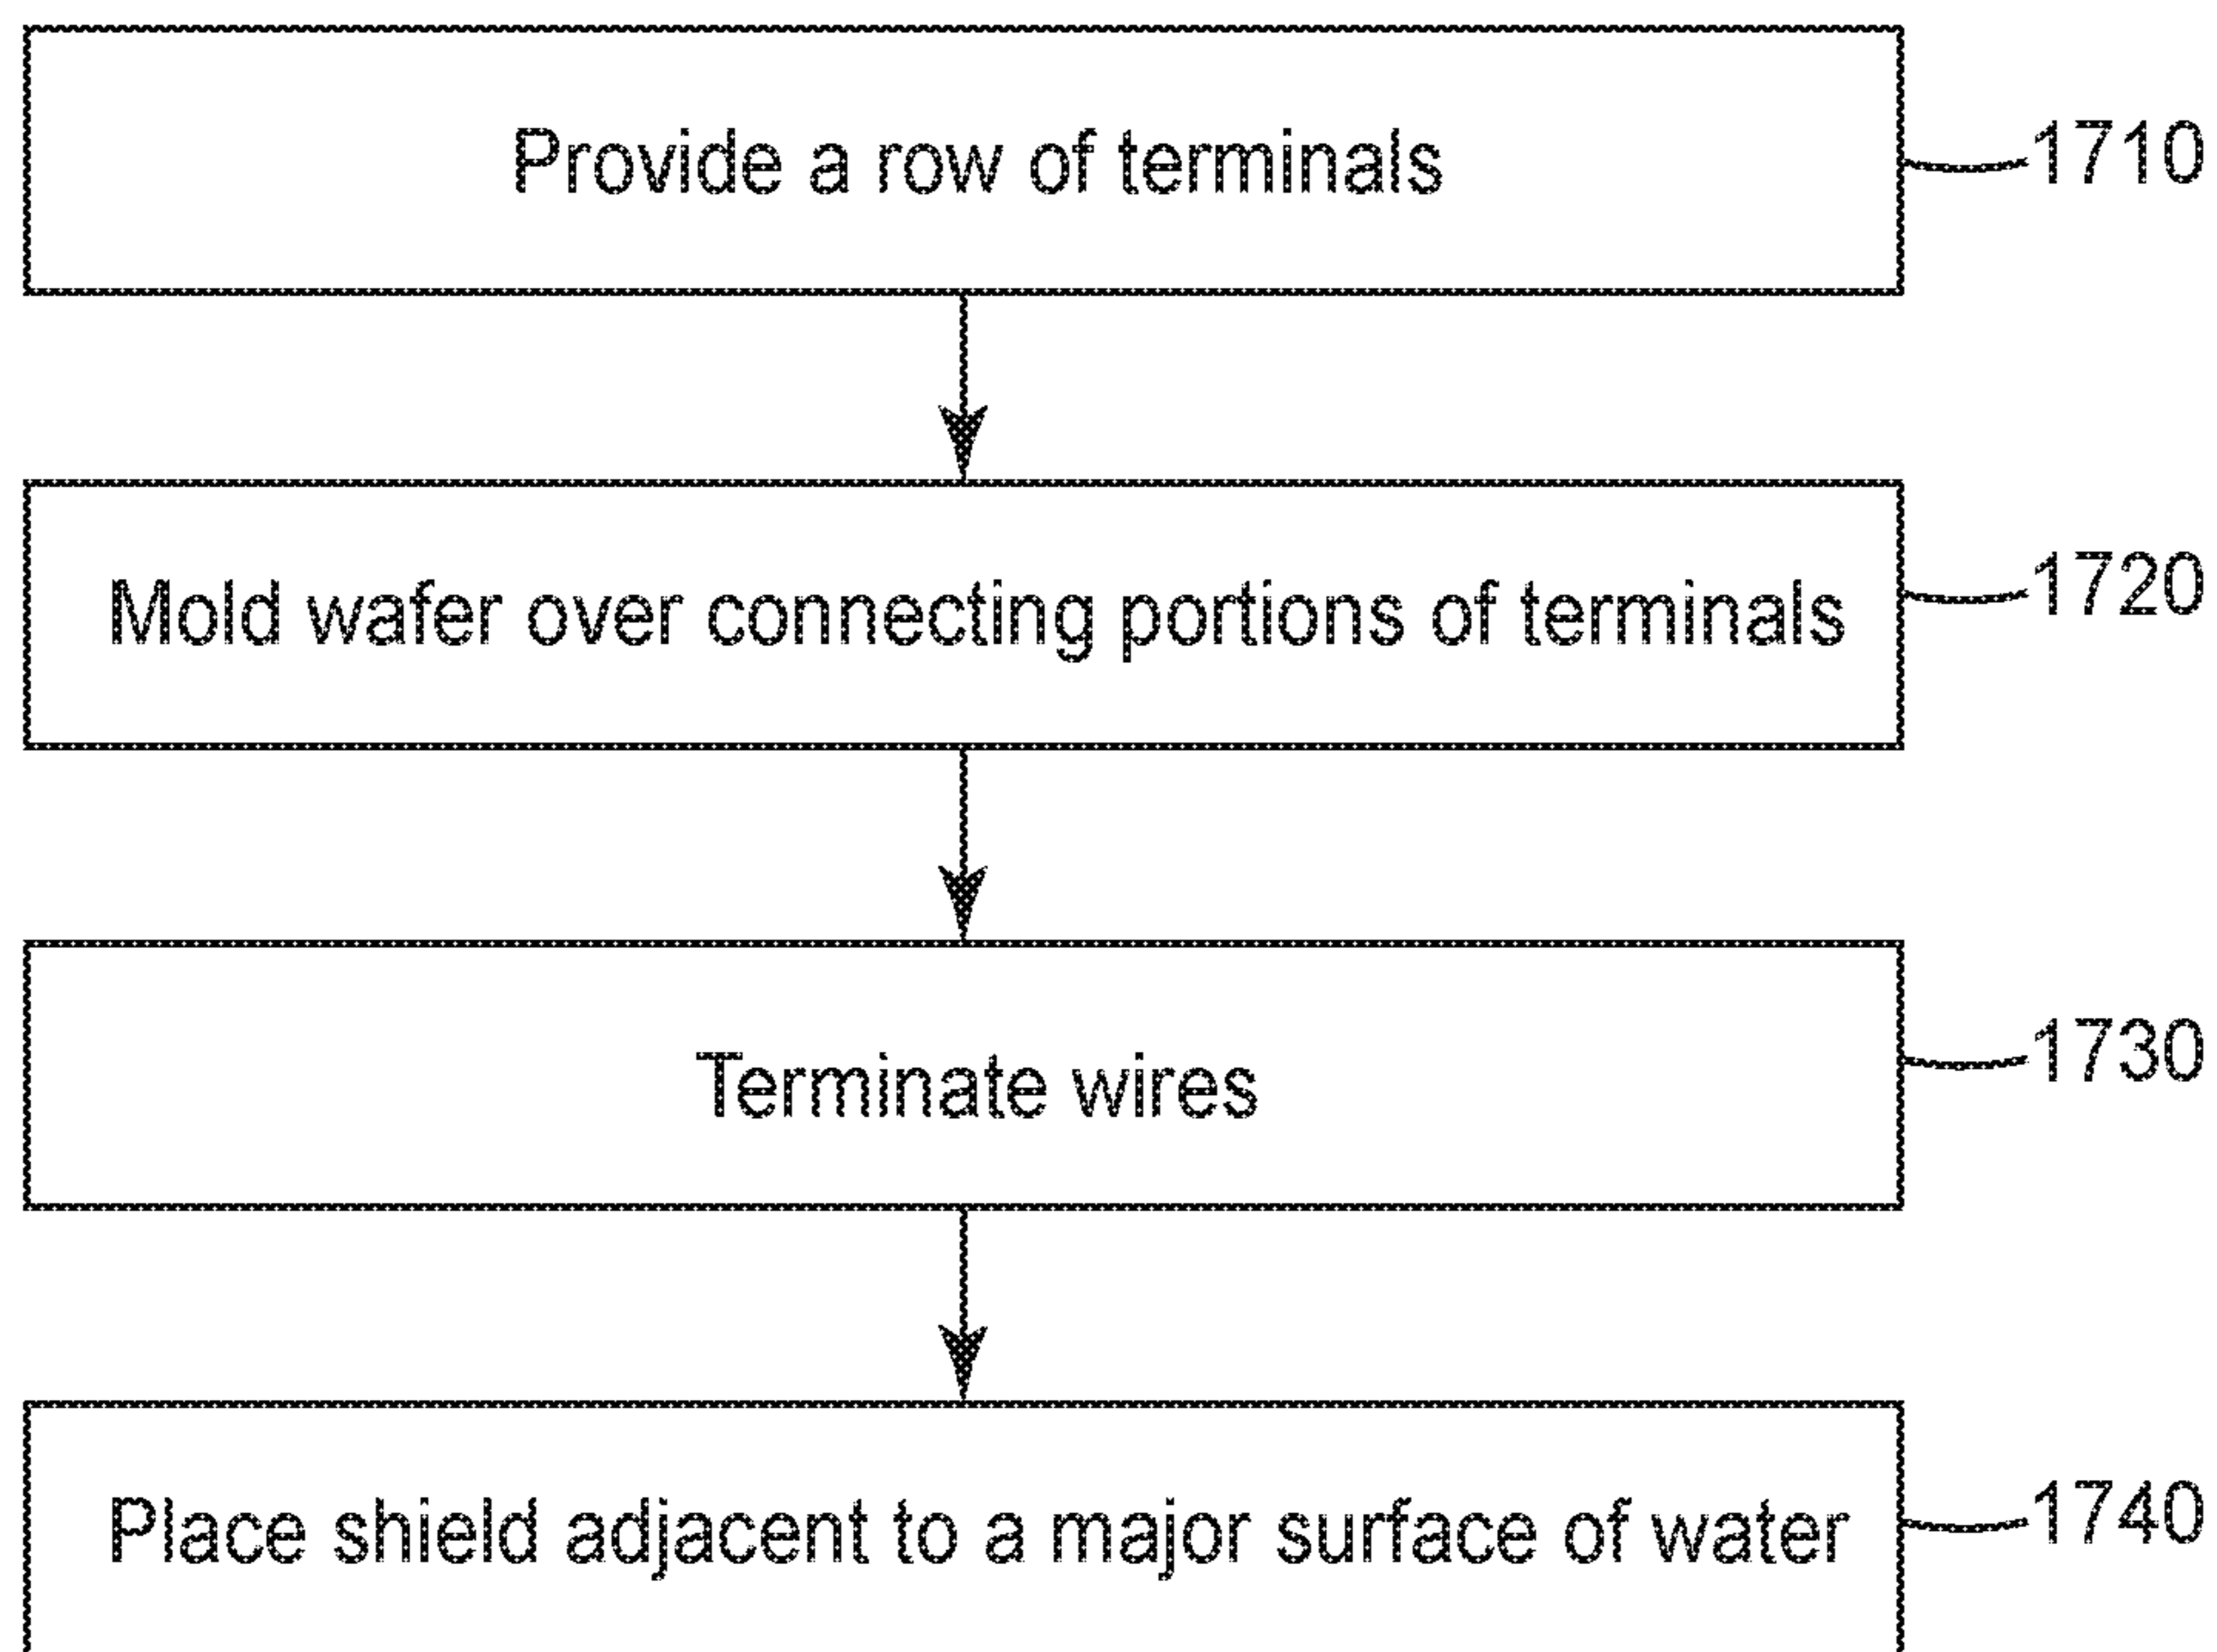 Provide a row of terminals
1710
Mold wafer over connecting portions of terminals
1720
Terminate wires
1730
Place shield adjacent to a major surface of water
1740